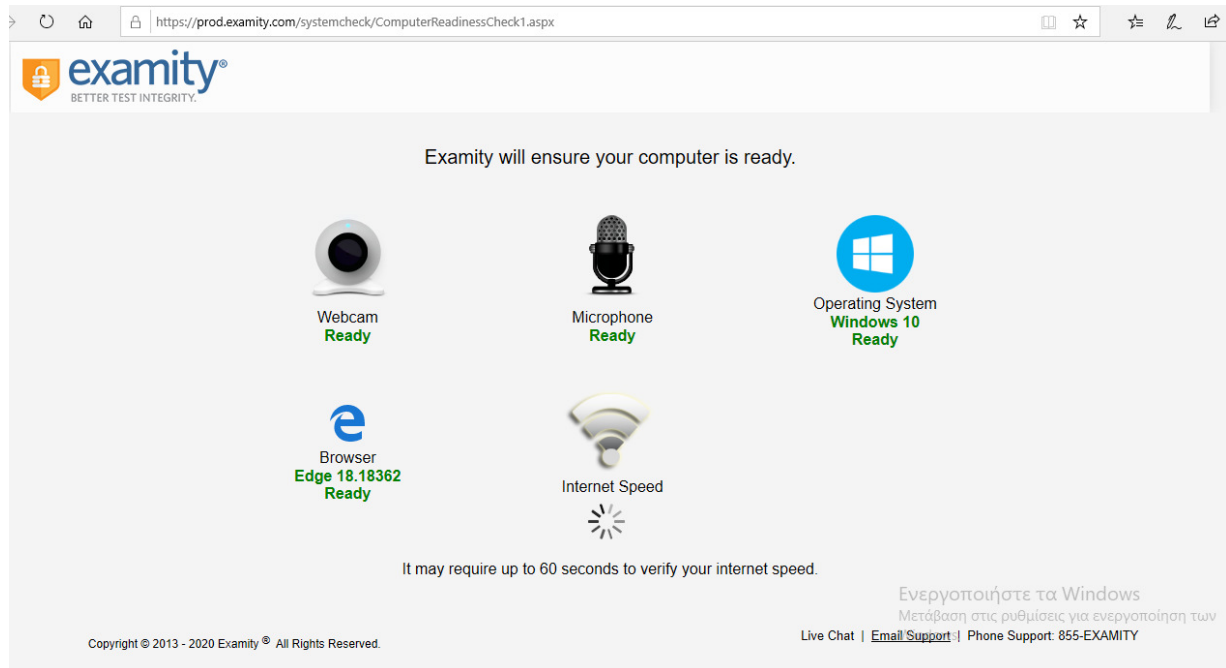 https://prod.examity.com/systemcheck/ComputerReadinessCheck1.aspx
examity®
BETTER TEST INTEGRITY.
Examity will ensure your computer is ready.
Webcam
Ready
Microphone
Ready
Operating System
Windows 10
Ready
Browser
Edge 18.18362
Ready
Internet Speed
It may require up to 60 seconds to verify your internet speed.
Ενεργοποιήστε τα Windows
Μετάβαση στις ρυθμίσεις για ενεργοποίηση των
Copyright © 2013 - 2020 Examity ® All Rights Reserved.
Live Chat | Email Support | Phone Support: 855-EXAMITY